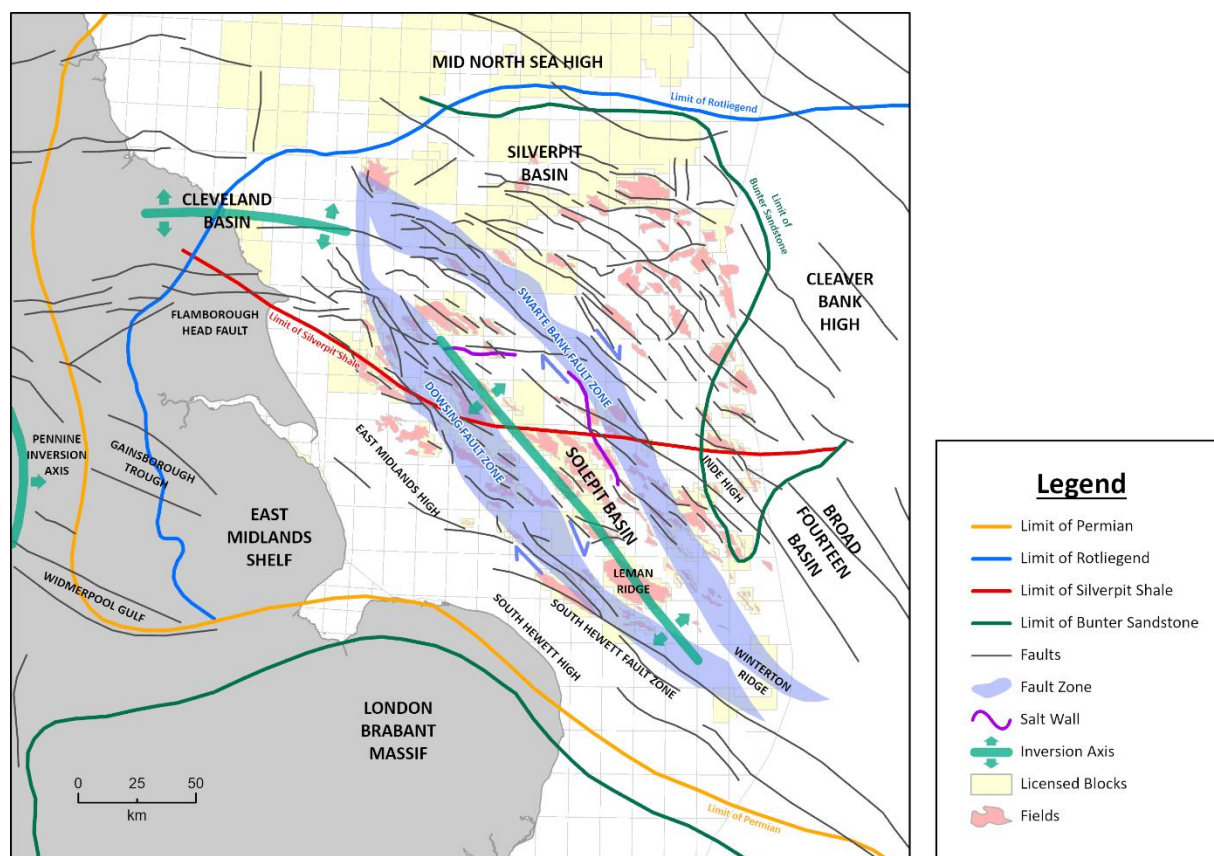 MID NORTH SEA HIGH
Limit of Rotliegend
SILVERPIT
BASIN
Limit of
Bunter Sandstone
CLEVELAND
BASIN
CLEAVER
BANK
HIGH
FLAMBOROUGH
HEAD FAULT
Limit of Silverpit Shale
SWARTE BANK FAULT ZONE
DOWSING FAULT ZONE
PENNINE
INVERSION
AXIS
GAINSBOROUGH
TROUGH
EAST MIDLANDS HIGH
SOLEPIT BASIN
INDE HIGH
BROAD
FOURTEEN
BASIN
EAST
MIDLANDS
SHELF
LEMAN
RIDGE
WIDMERPOOL GULF
SOUTH HEWETT HIGH
SOUTH HEWETT FAULT ZONE
WINTERTON
RIDGE
LONDON
BRABANT
MASSIF
0 25 50
km
Limit of Permian
Legend
Limit of Permian
Limit of Rotliegend
Limit of Silverpit Shale
Limit of Bunter Sandstone
Faults
Fault Zone
Salt Wall
Inversion Axis
Licensed Blocks
Fields